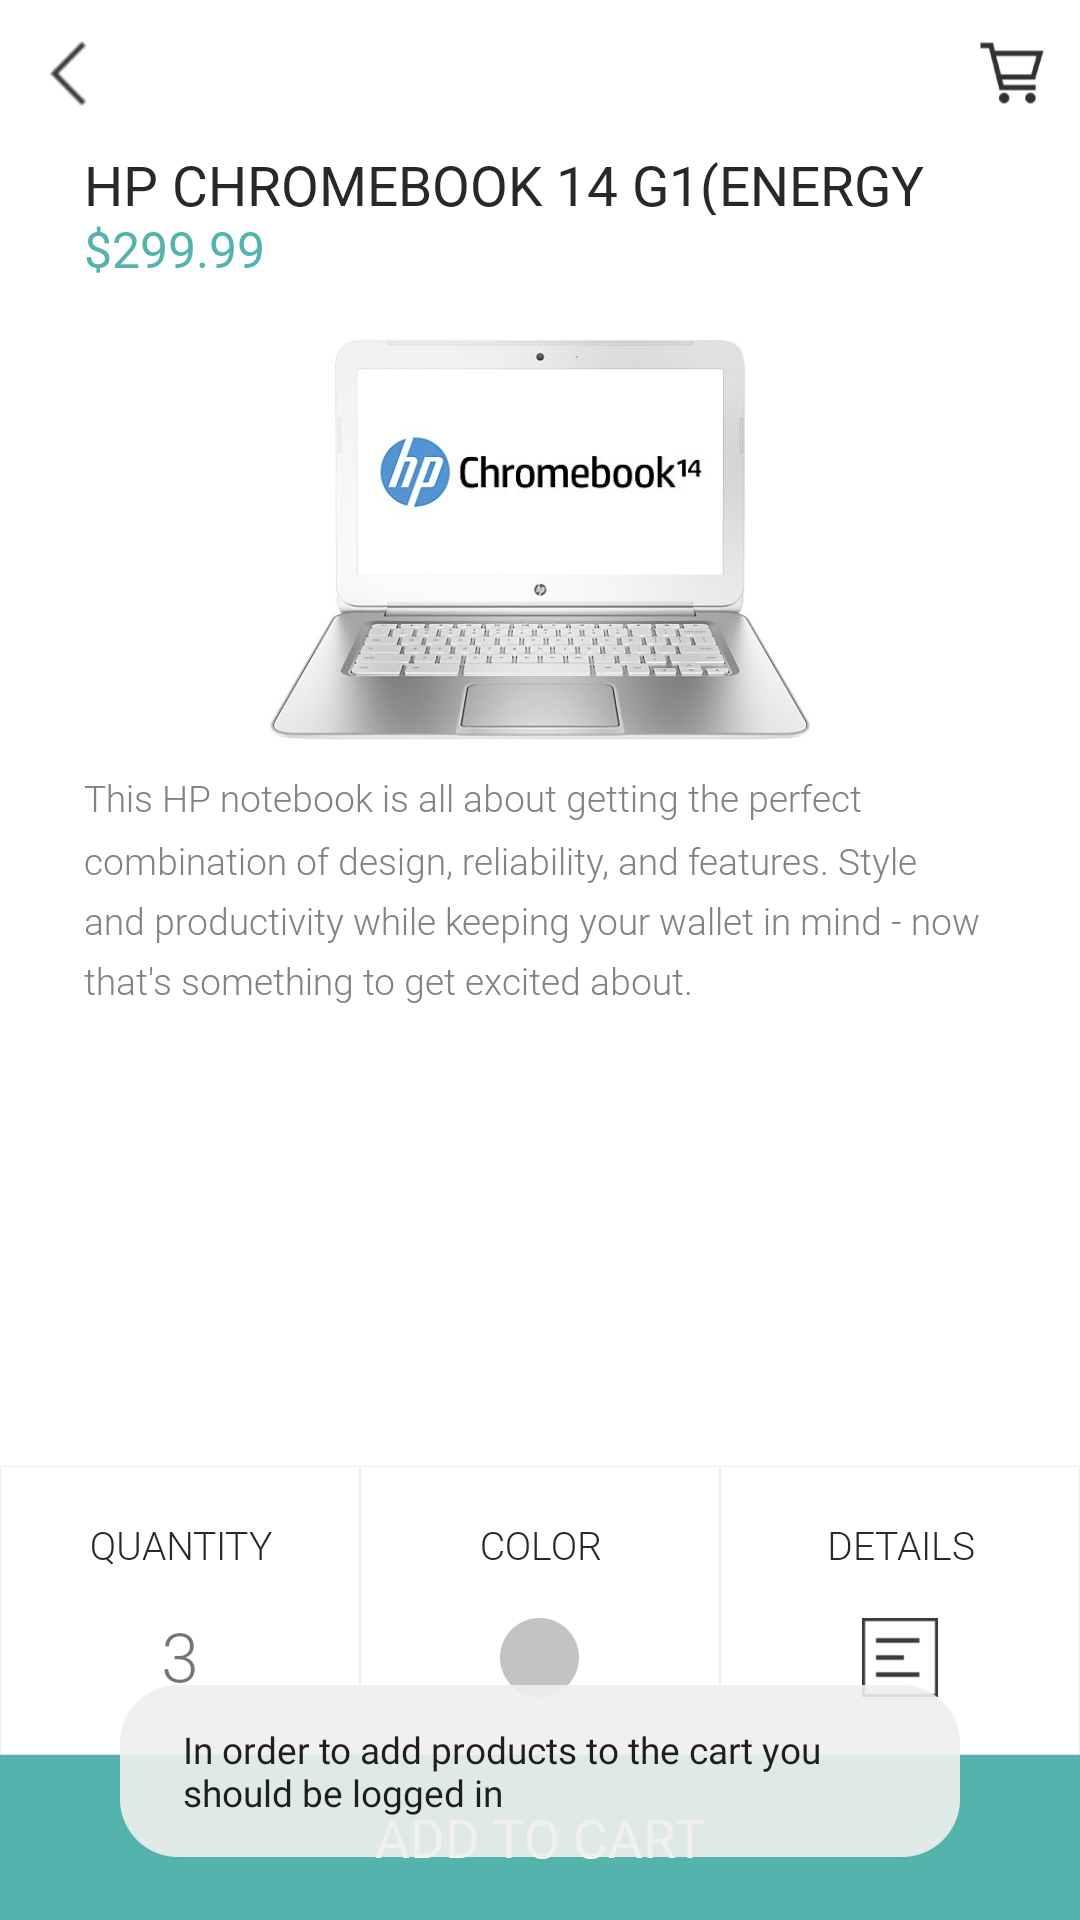 HP CHROMEBOOK 14 G1(ENERGY
$299.99
hp Chromebook14
hp
This HP notebook is all about getting the perfect
combination of design, reliability, and features. Style
and productivity while keeping your wallet in mind - now
that's something to get excited about.
QUANTITY
COLOR
DETAILS
3
In order to add products to the cart you
should be logged in
ADD TO CART